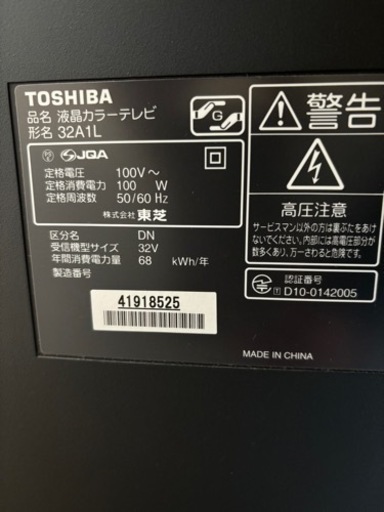 TOSHIBA
品名 液晶カラーテレビ
形名 32A1L
G
JQA
定格電圧 100V～
定格消費電力 100 W
定格周波数 50/60 Hz
株式会社 東芝
区分名 DN
受信機型サイズ 32V
年間消費電力量 68 kWh/年
製造番号
41918525
警告
高圧注意
サービスマン以外の方は裏ぶたをあけ
ないでください。内部には高電圧部分が
数多くあり、万一さわると危険です。
認証番号
T D10-0142005
MADE IN CHINA